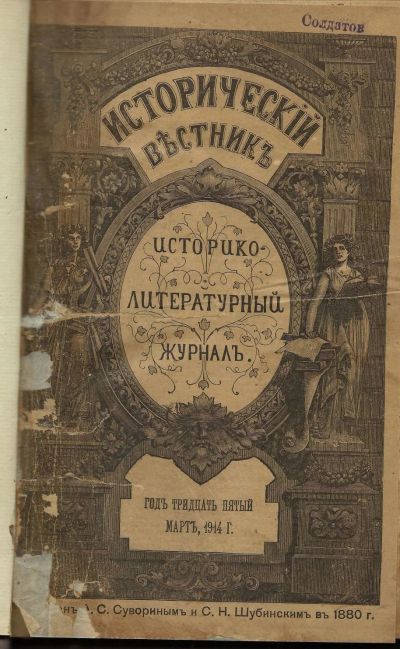 Солдатов
ИСТОРИЧЕСКІЙ
ВѢСТНИКЪ
ИСТОРИКО-
ЛИТЕРАТУРНЫЙ
ЖУРНАЛЪ.
ГОДЪ ТРИДЦАТЬ ПЯТЫЙ
МАРТЪ, 1914 Г.
А. С. Суворинымъ и С. Н. Шубинскимъ въ 1880 г.